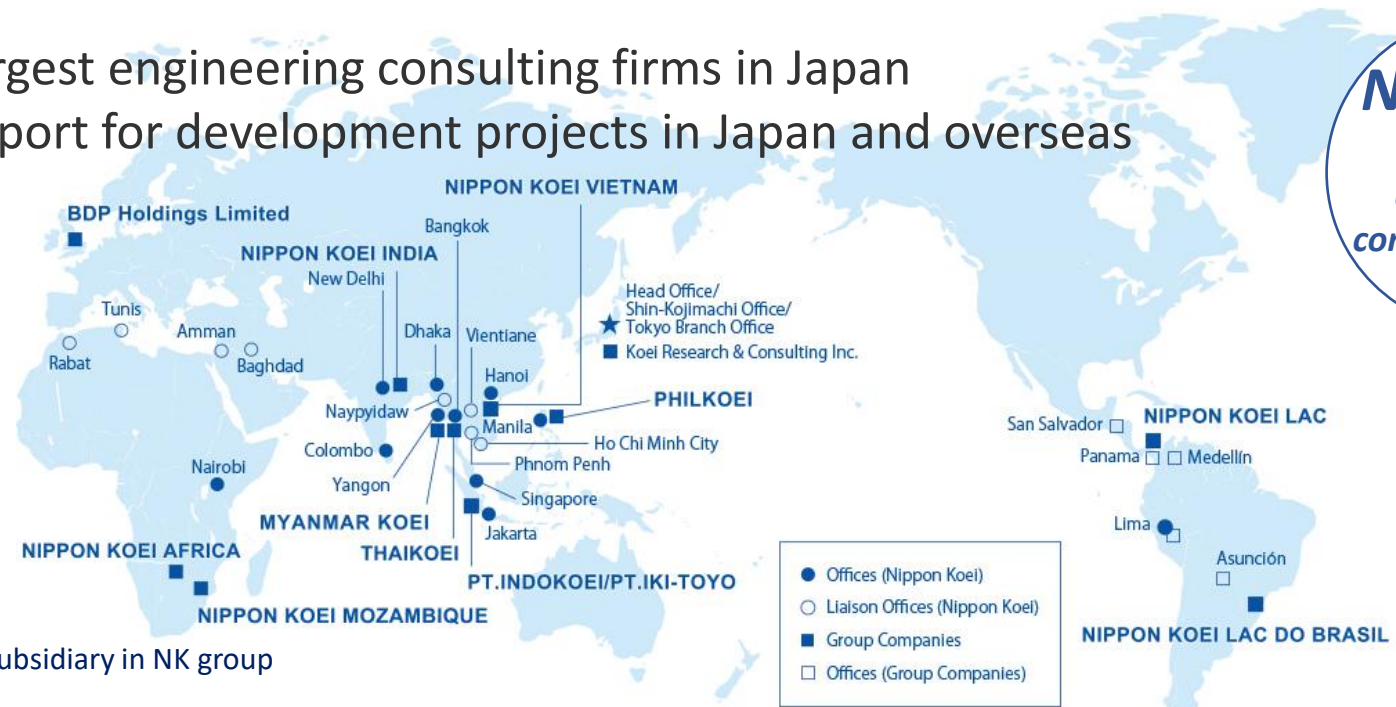 rgest engineering consulting firms in Japan
port for development projects in Japan and overseas
NIPPON KOEI VIETNAM
BDP Holdings Limited
Bangkok
NIPPON KOEI INDIA
New Delhi
Head Office/
Shin-Kojimachi Office/
Tokyo Branch Office
Koei Research & Consulting Inc.
Tunis
Amman
Dhaka
Vientiane
Rabat
Baghdad
Hanoi
Naypyidaw
PHILKOEI
Manila
San Salvador
NIPPON KOEI LAC
Colombo
Ho Chi Minh City
Panama
Medellín
Phnom Penh
Nairobi
Yangon
Singapore
MYANMAR KOEI
Jakarta
Lima
NIPPON KOEI AFRICA
THAIKOEI
Asunción
PT.INDOKOEI/PT.IKI-TOYO
NIPPON KOEI MOZAMBIQUE
Offices (Nippon Koei)
Liaison Offices (Nippon Koei)
Group Companies
Offices (Group Companies)
NIPPON KOEI LAC DO BRASIL
ubsidiary in NK group
N
con